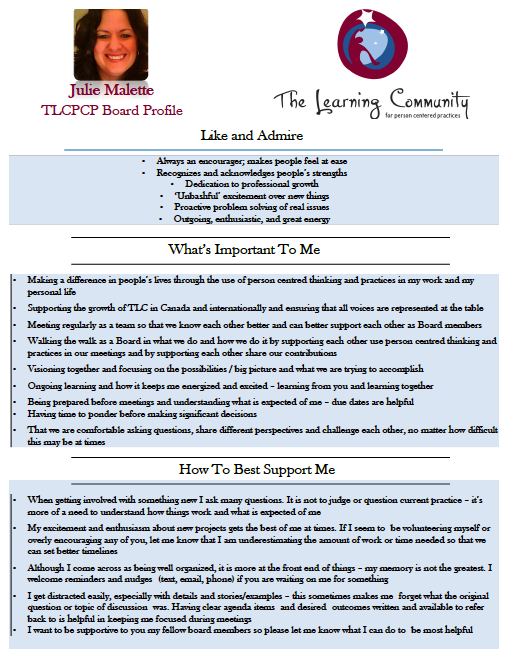 Julie Malette
TLCPCP Board Profile
The Learning Community
for person centered practices
Like and Admire
• Always an encourager; makes people feel at ease
• Recognizes and acknowledges people's strengths
• Dedication to professional growth
• 'Unbashful' excitement over new things
• Proactive problem solving of real issues
• Outgoing, enthusiastic, and great energy
What's Important To Me
• Making a difference in people's lives through the use of person centred thinking and practices in my work and my
personal life
• Supporting the growth of TLC in Canada and internationally and ensuring that all voices are represented at the table
• Meeting regularly as a team so that we know each other better and can better support each other as Board members
• Walking the walk as a Board in what we do and how we do it by supporting each other use person centred thinking and
practices in our meetings and by supporting each other share our contributions
• Visioning together and focusing on the possibilities / big picture and what we are trying to accomplish
• Ongoing learning and how it keeps me energized and excited – learning from you and learning together
• Being prepared before meetings and understanding what is expected of me – due dates are helpful
• Having time to ponder before making significant decisions
• That we are comfortable asking questions, share different perspectives and challenge each other, no matter how difficult
this may be at times
How To Best Support Me
• When getting involved with something new I ask many questions. It is not to judge or question current practice – it's
more of a need to understand how things work and what is expected of me
• My excitement and enthusiasm about new projects gets the best of me at times. If I seem to be volunteering myself or
overly encouraging any of you, let me know that I am underestimating the amount of work or time needed so that we
can set better timelines
• Although I come across as being well organized, it is more at the front end of things – my memory is not the greatest. I
welcome reminders and nudges (text, email, phone) if you are waiting on me for something
• I get distracted easily, especially with details and stories/examples – this sometimes makes me forget what the original
question or topic of discussion was. Having clear agenda items and desired outcomes written and available to refer
back to is helpful in keeping me focused during meetings
• I want to be supportive to you my fellow board members so please let me know what I can do to be most helpful